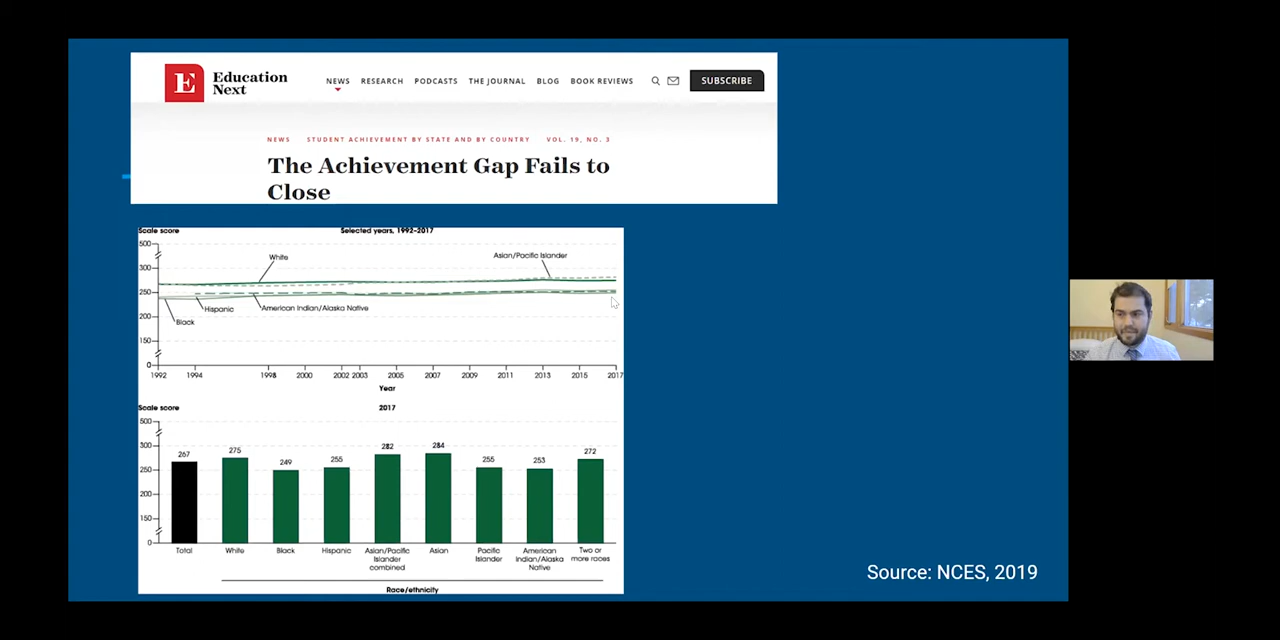 E Education Next
NEWS RESEARCH PODCASTS THE JOURNAL BLOG BOOK REVIEWS SUBSCRIBE
NEWS STUDENT ACHIEVEMENT BY STATE AND BY COUNTRY VOL. 19, NO. 3
The Achievement Gap Fails to
Close
Scale score Selected years, 1992–2017
500
300
250
200
150
0
White
Asian/Pacific Islander
Hispanic
American Indian/Alaska Native
Black
1992 1994 1998 2000 2002 2003 2005 2007 2009 2011 2013 2015 2017
Year
Scale score 2017
500
300
250
200
150
0
267 275 249 255 282 284 255 253 272
Total White Black Hispanic Asian/Pacific Islander combined Asian Pacific Islander American Indian/Alaska Native Two or more races
Race/ethnicity
Source: NCES, 2019